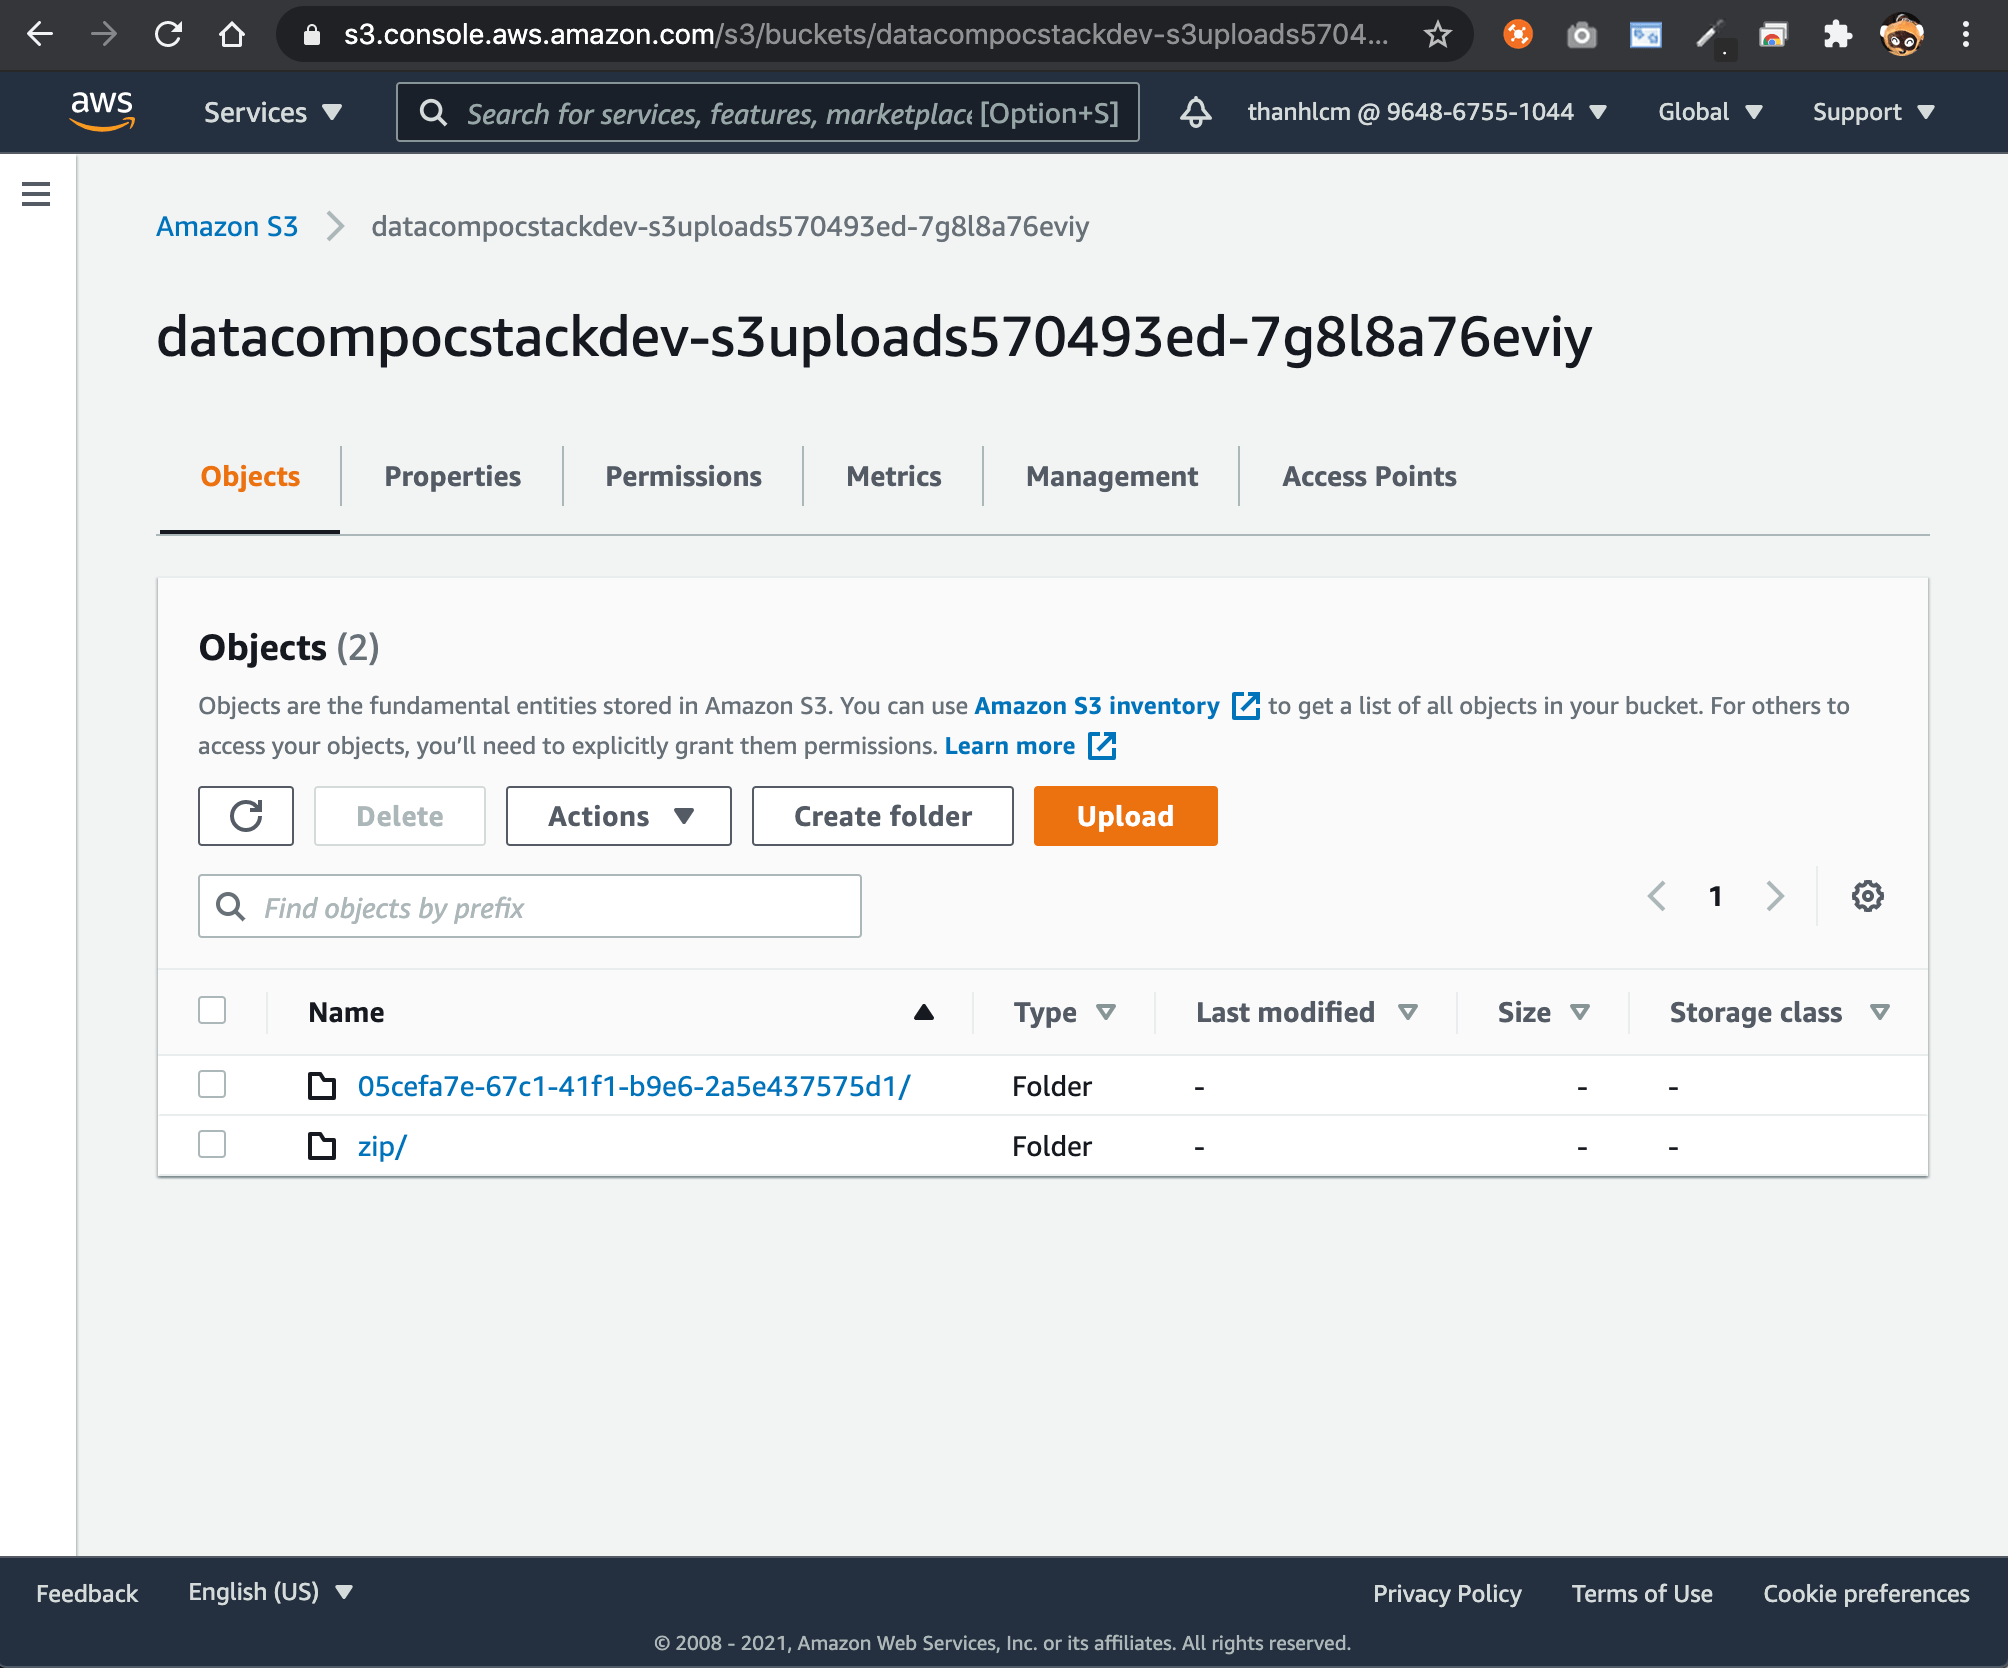 s3.console.aws.amazon.com/s3/buckets/datacompocstackdev-s3uploads5704...
aws
Services
Search for services, features, marketplace [Option+S]
thanhlcm @ 9648-6755-1044
Global
Support
Amazon S3
datacompocstackdev-s3uploads570493ed-7g8l8a76eviy
datacompocstackdev-s3uploads570493ed-7g8l8a76eviy
Objects
Properties
Permissions
Metrics
Management
Access Points
Objects (2)
Objects are the fundamental entities stored in Amazon S3. You can use Amazon S3 inventory to get a list of all objects in your bucket. For others to
access your objects, you’ll need to explicitly grant them permissions. Learn more
Delete
Actions
Create folder
Upload
Find objects by prefix
1
Name
Type
Last modified
Size
Storage class
05cefa7e-67c1-41f1-b9e6-2a5e437575d1/ Folder - - -
zip/ Folder - - -
Feedback
English (US)
Privacy Policy
Terms of Use
Cookie preferences
© 2008 - 2021, Amazon Web Services, Inc. or its affiliates. All rights reserved.